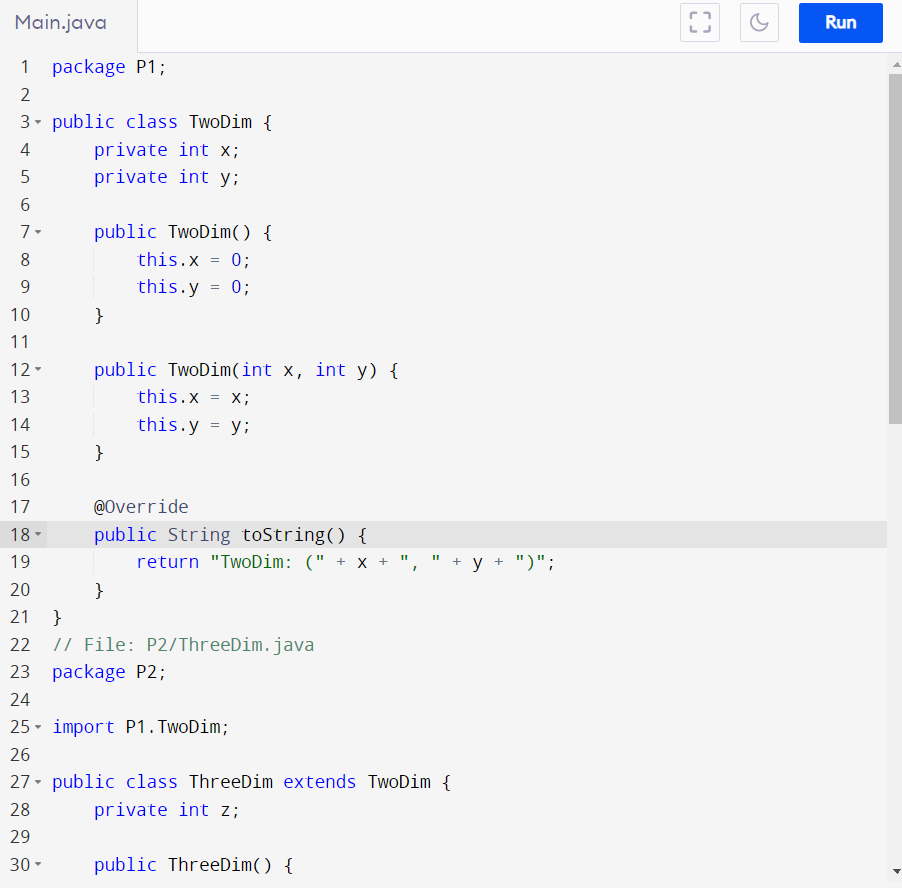 Main.java
Run
1 package P1;
2
3 public class TwoDim {
4     private int x;
5     private int y;
6
7     public TwoDim() {
8         this.x = 0;
9         this.y = 0;
10     }
11
12     public TwoDim(int x, int y) {
13         this.x = x;
14         this.y = y;
15     }
16
17     @Override
18     public String toString() {
19         return "TwoDim: (" + x + ", " + y + ")";
20     }
21 }
22 // File: P2/ThreeDim.java
23 package P2;
24
25 import P1.TwoDim;
26
27 public class ThreeDim extends TwoDim {
28     private int z;
29
30     public ThreeDim() {